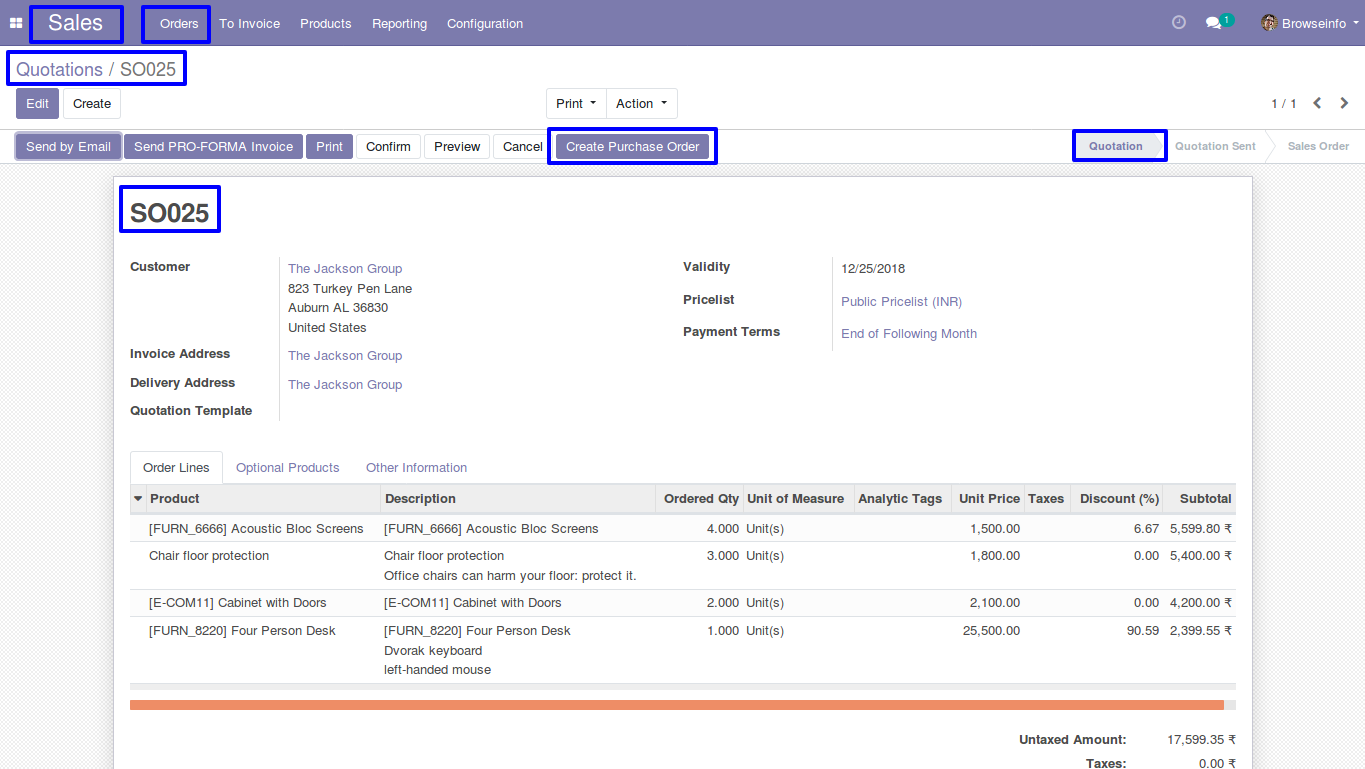 Sales Orders To Invoice Products Reporting Configuration 1 Browseinfo
Quotations / SO025
Edit Create Print Action 1 / 1
Send by Email Send PRO-FORMA Invoice Print Confirm Preview Cancel Create Purchase Order Quotation Quotation Sent Sales Order
SO025
Customer The Jackson Group Validity 12/25/2018
823 Turkey Pen Lane
Auburn AL 36830 Pricelist Public Pricelist (INR)
United States Payment Terms End of Following Month
Invoice Address The Jackson Group
Delivery Address The Jackson Group
Quotation Template
Order Lines Optional Products Other Information
Product Description Ordered Qty Unit of Measure Analytic Tags Unit Price Taxes Discount (%) Subtotal
[FURN_6666] Acoustic Bloc Screens [FURN_6666] Acoustic Bloc Screens 4.000 Unit(s) 1,500.00 6.67 5,599.80 ₹
Chair floor protection Chair floor protection 3.000 Unit(s) 1,800.00 0.00 5,400.00 ₹
Office chairs can harm your floor: protect it.
[E-COM11] Cabinet with Doors [E-COM11] Cabinet with Doors 2.000 Unit(s) 2,100.00 0.00 4,200.00 ₹
[FURN_8220] Four Person Desk [FURN_8220] Four Person Desk 1.000 Unit(s) 25,500.00 90.59 2,399.55 ₹
Dvorak keyboard
left-handed mouse
Untaxed Amount: 17,599.35 ₹
Taxes: 0.00 ₹